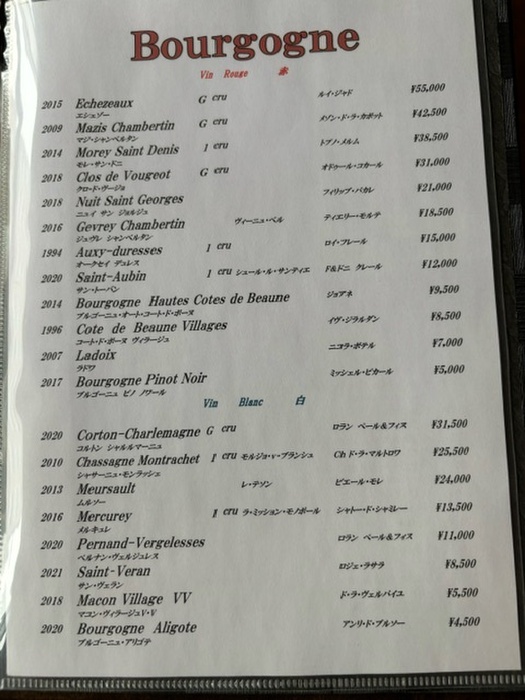 Bourgogne
Vin Rouge 赤
2015 Echezeaux G cru ルイ・ジャド ¥55,000
エシェゾー
2009 Mazis Chambertin G cru メゾン・ド・ラ・カボット ¥42,500
マジ・シャンベルタン
2014 Morey Saint Denis 1 cru トプノ・メルム ¥38,500
モレ・サン・ドニ
2018 Clos de Vougeot G cru オドゥール・コカール ¥31,000
クロード・ヴージョ
2018 Nuit Saint Georges フィリップ・パカレ ¥21,000
ニュイ サン ジョルジュ
2016 Gevrey Chambertin ヴィーニュ・ベル ティエリー・モルテ ¥18,500
ジュヴレ シャンベルタン
1994 Auxy-duresses 1 cru ロイ・フレール ¥15,000
オークセイ デュレス
2020 Saint-Aubin 1 cru シュール・ル・サンティエ F&ドニ クレール ¥12,000
サン・トーバン
2014 Bourgogne Hautes Cotes de Beaune ジョアネ ¥9,500
ブルゴーニュ・オート・コート・ド・ボーヌ
1996 Cote de Beaune Villages イヴ・ジラルダン ¥8,500
コート・ド・ボーヌ ヴィラージュ
2007 Ladoix ニコラ・ポテル ¥7,000
ラドワ
2017 Bourgogne Pinot Noir ミッシェル・ピカール ¥5,000
ブルゴーニュ ピノ ノワール
Vin Blanc 白
2020 Corton-Charlemagne G cru ロラン ペール&フィス ¥31,500
コルトン シャルルマーニュ
2010 Chassagne Montrachet 1 cru モルジョ・v・ブランシュ Ch ド・ラ・マルトロワ ¥25,500
シャサーニュ・モンラッシェ
2013 Meursault レ・テソン ピエール・モレ ¥24,000
ムルソー
2016 Mercurey 1 cru ラ・ミッション・モノポール シャトー・ド・シャミレー ¥13,500
メルキュレ
2020 Pernand-Vergelesses ロラン ペール&フィス ¥11,000
ペルナン・ヴェルジュレス
2021 Saint-Veran ロジェ・ラサラ ¥8,500
サン・ヴェラン
2018 Macon Village VV ド・ラ・ヴェルパイユ ¥5,500
マコン・ヴィラージュV・V
2020 Bourgogne Aligote アンリ・ド・ブルソー ¥4,500
ブルゴーニュ・アリゴテ